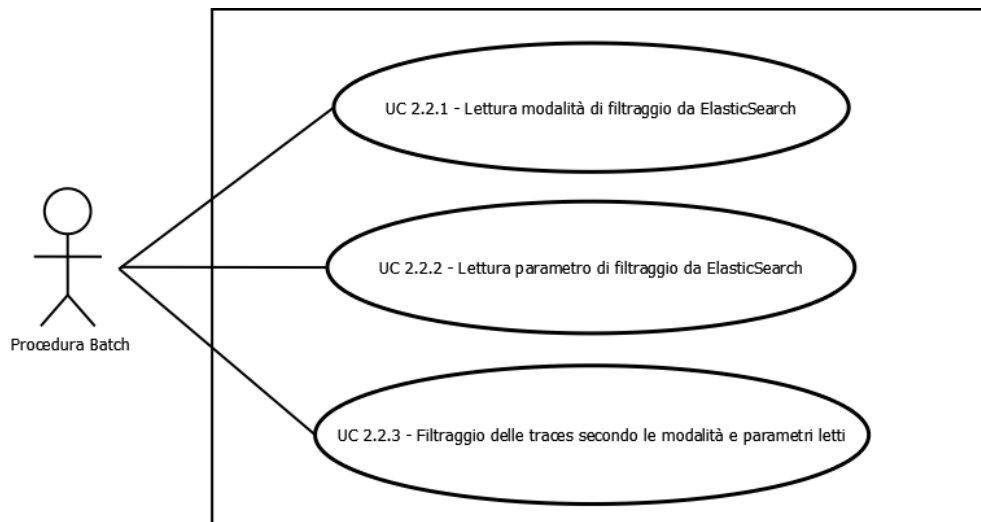 UC 2.2.1 - Lettura modalità di filtraggio da ElasticSearch
UC 2.2.2 - Lettura parametro di filtraggio da ElasticSearch
Procedura Batch
UC 2.2.3 - Filtraggio delle traces secondo le modalità e parametri letti